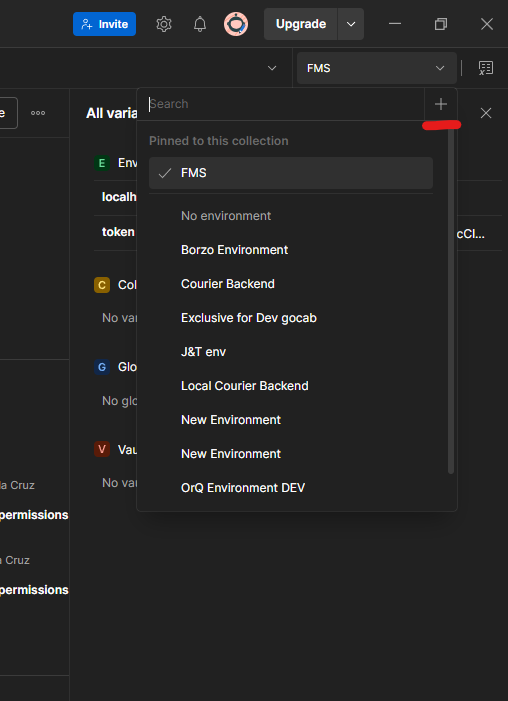 Invite
Upgrade
FMS
Search
All varia
Pinned to this collection
E Env
FMS
localh
No environment
token
cCl...
Borzo Environment
C Col
Courier Backend
No var
Exclusive for Dev gocab
J&T env
G Glo
Local Courier Backend
No glo
New Environment
V Vau
New Environment
No var
la Cruz
OrQ Environment DEV
permissions
a Cruz
permissions